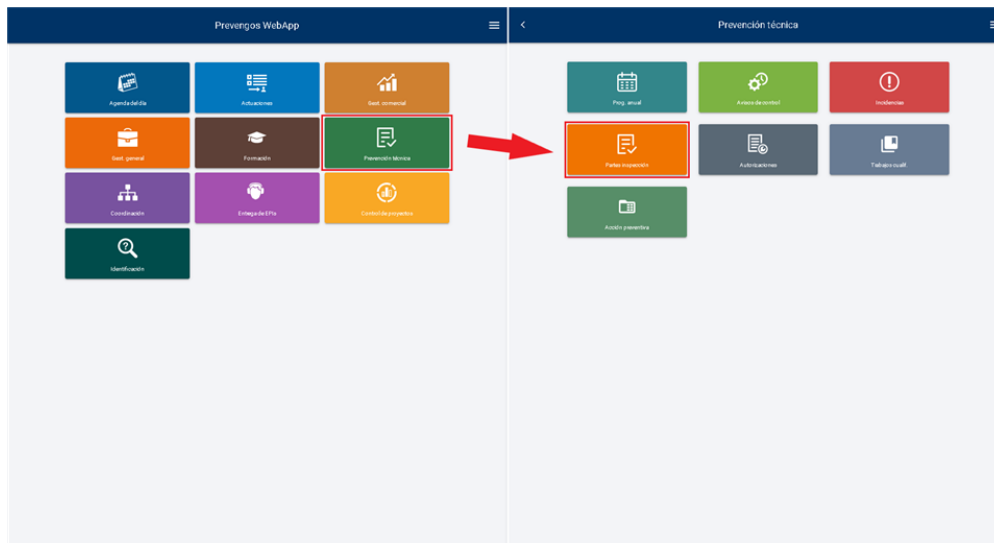 Prevengos WebApp
Agenda del día
Actuaciones
Gest. comercial
Gest. general
Formación
Prevención técnica
Coordinación
Entrega de EPIs
Control de proyectos
Identificación
Prevención técnica
Prog. anual
Avisos de control
Incidencias
Partes inspección
Autorizaciones
Trabajos cualif.
Acción preventiva